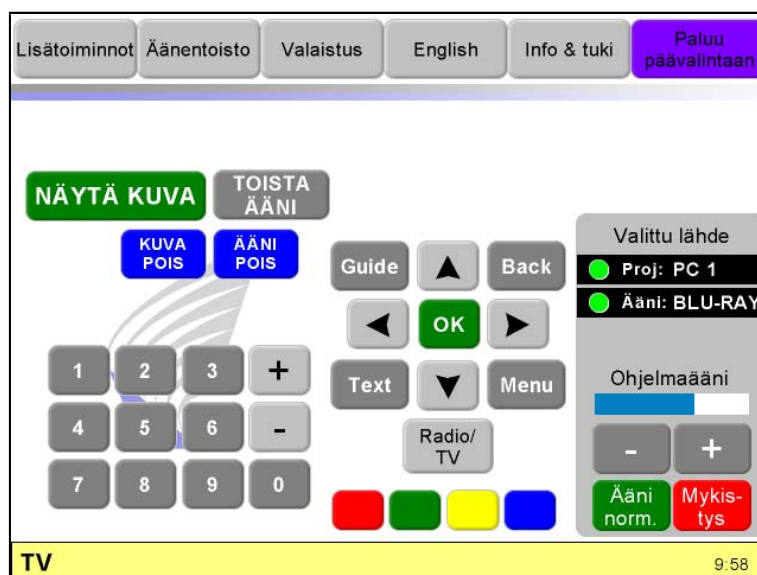 Lisätoiminnot
Äänentoisto
Valaistus
English
Info & tuki
Paluu
päävalintaan
NÄYTÄ KUVA
TOISTA
ÄÄNI
KUVA
POIS
ÄÄNI
POIS
Guide
Back
OK
Text
Menu
Radio/
TV
1 2 3 +
4 5 6 -
7 8 9 0
Valittu lähde
Proj: PC 1
Ääni: BLU-RAY
Ohjelmaääni
- +
Ääni
norm.
Mykis-
tys
TV
9:58